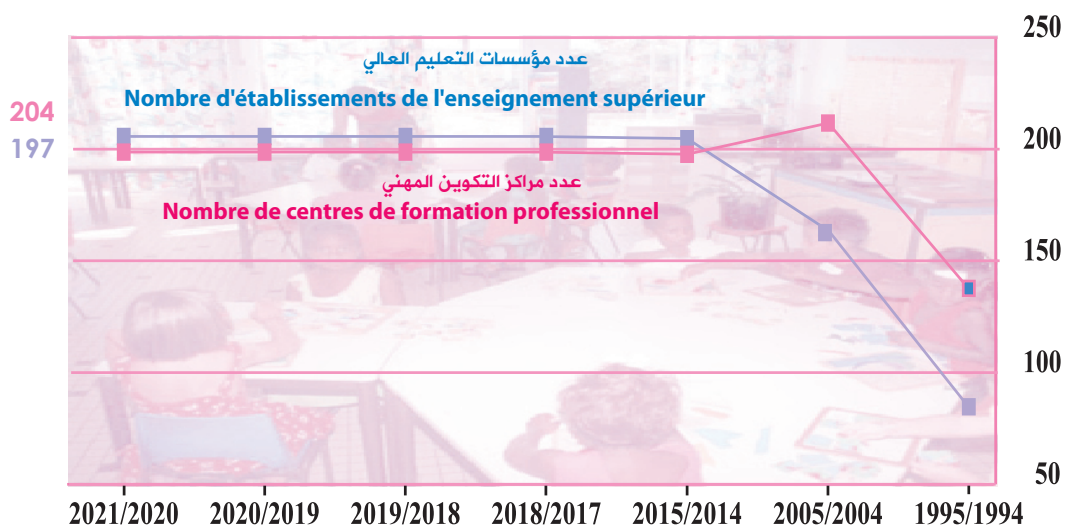 250
عدد مؤسسات التعليم العالي
Nombre d'établissements de l'enseignement supérieur
204
197
200
عدد مراكز التكوين المهني
Nombre de centres de formation professionnel
150
100
50
2021/2020 2020/2019 2019/2018 2018/2017 2015/2014 2005/2004 1995/1994